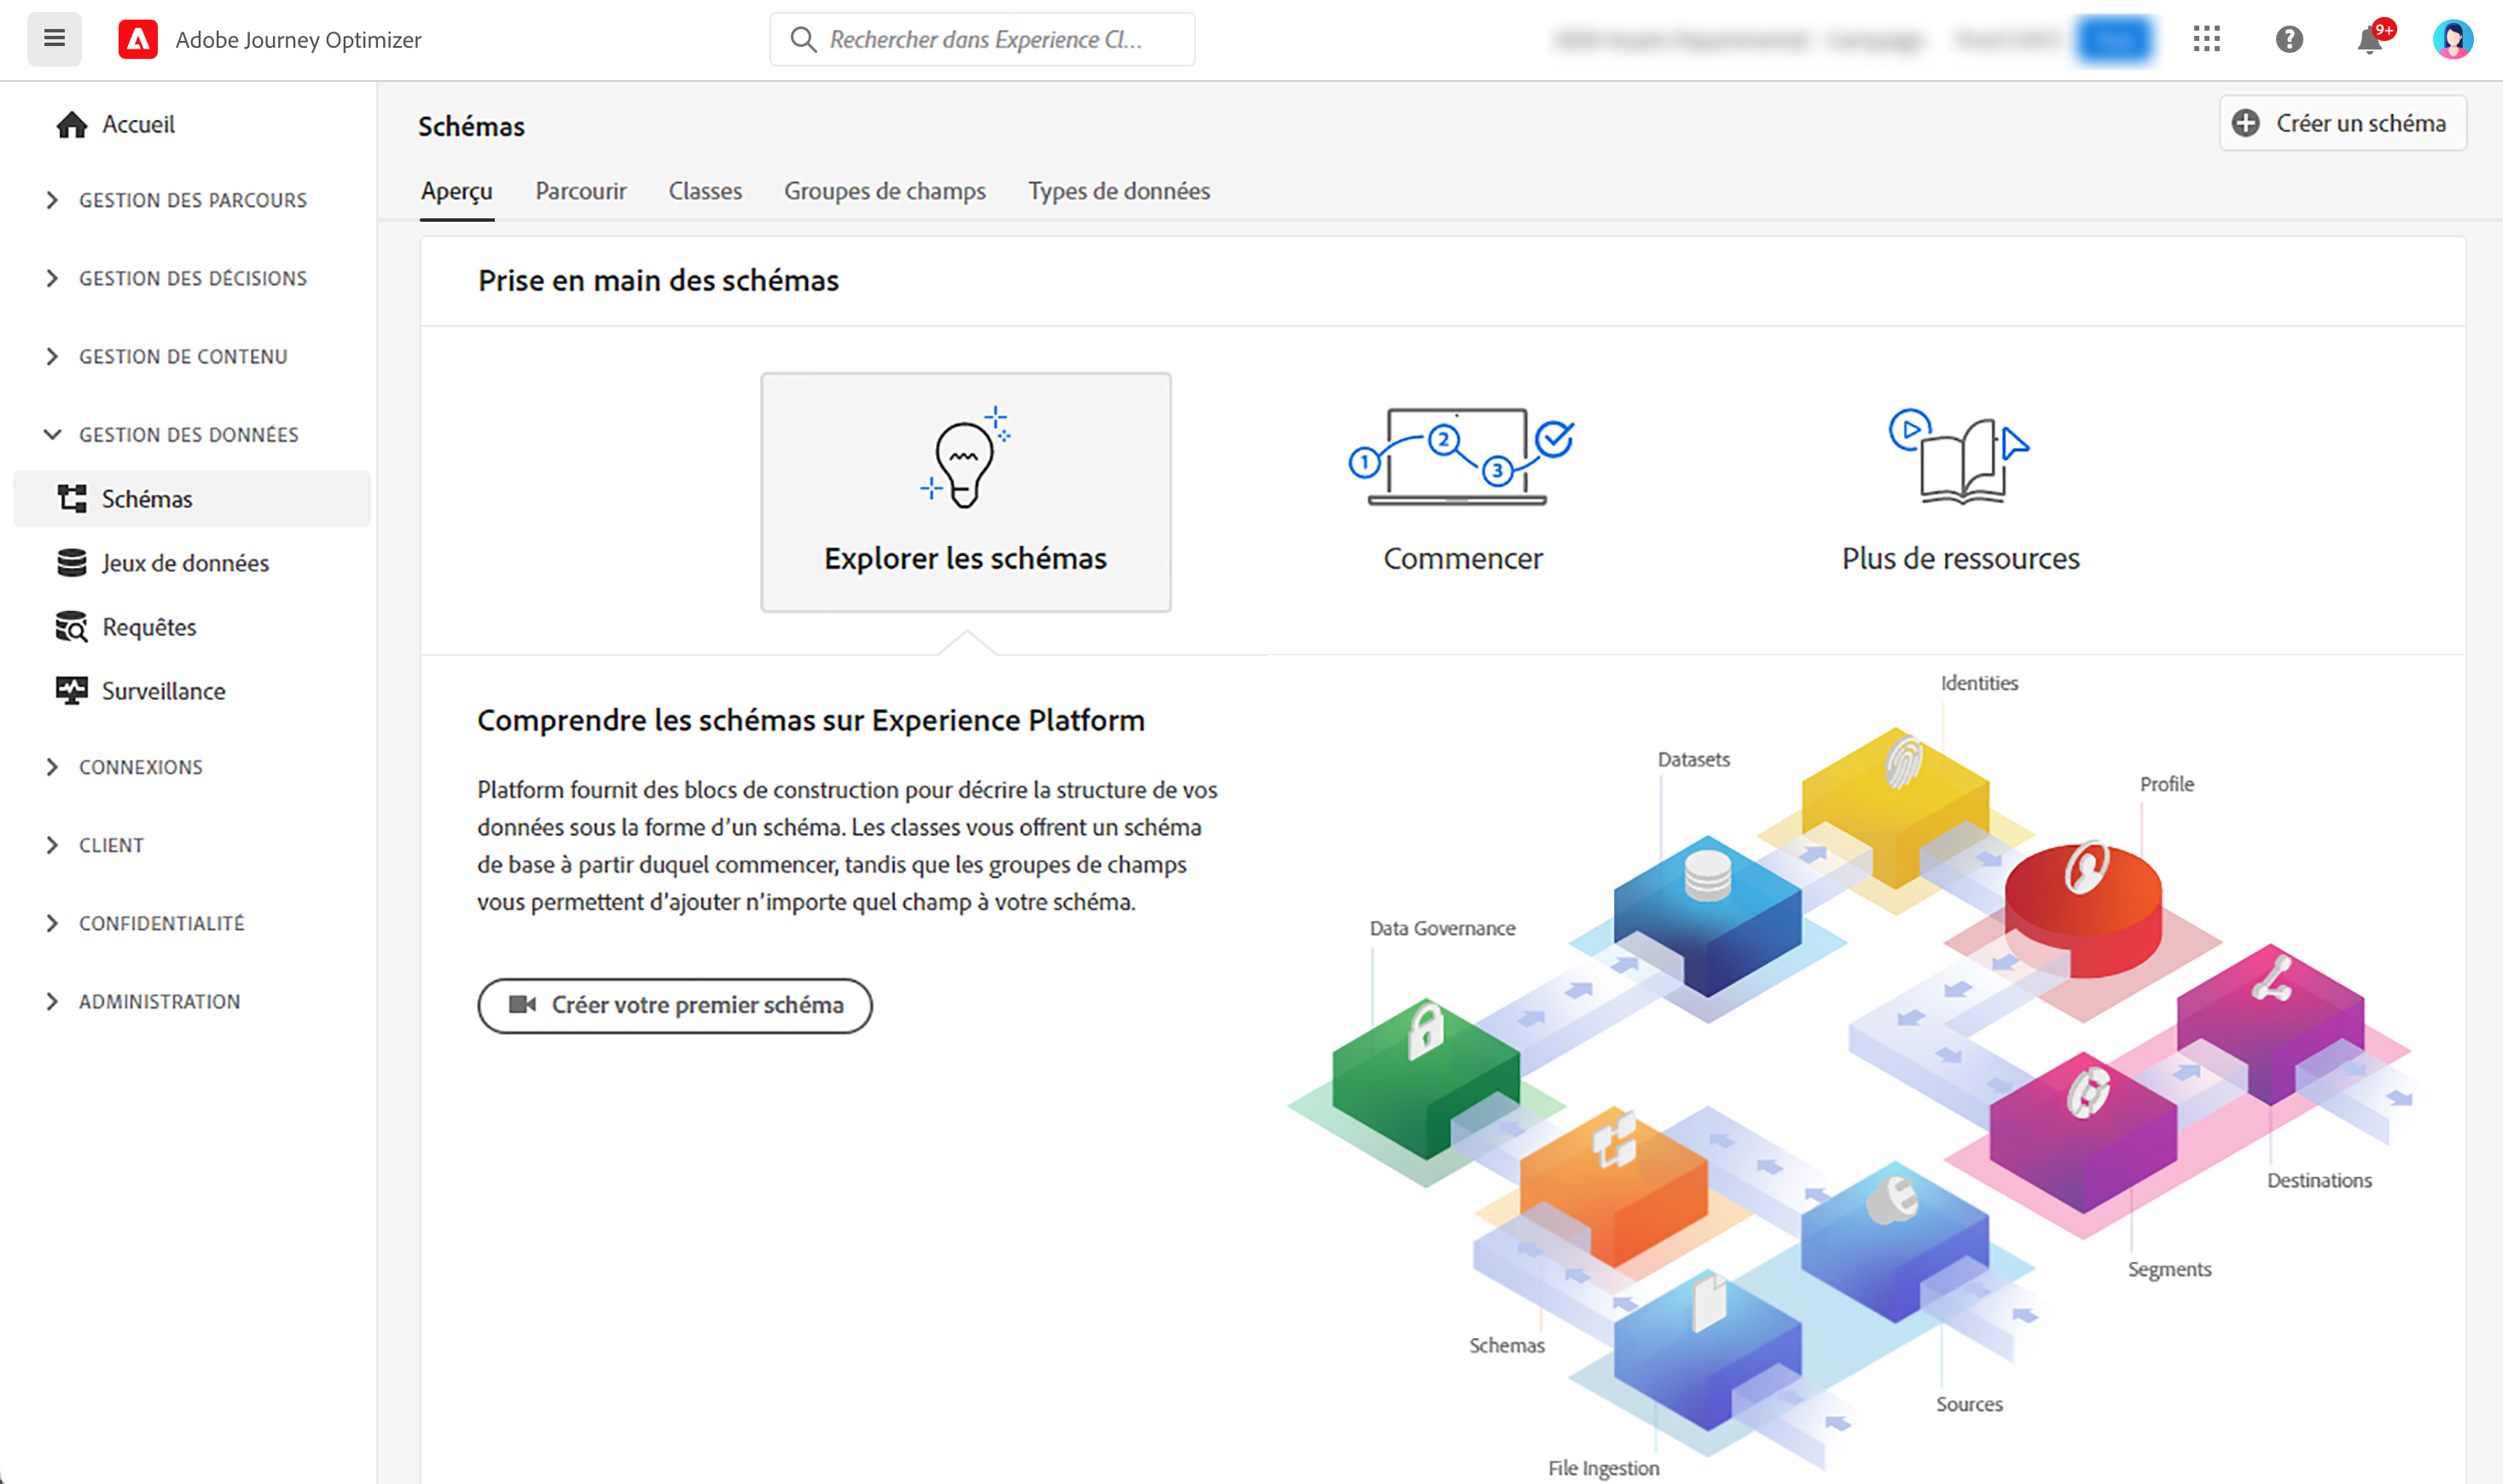 Adobe Journey Optimizer
Rechercher dans Experience Cl...
9+
Accueil
GESTION DES PARCOURS
GESTION DES DÉCISIONS
GESTION DE CONTENU
GESTION DES DONNÉES
Schémas
Jeux de données
Requêtes
Surveillance
CONNEXIONS
CLIENT
CONFIDENTIALITÉ
ADMINISTRATION
Schémas
Créer un schéma
Aperçu Parcourir Classes Groupes de champs Types de données
Prise en main des schémas
1 2 3
Explorer les schémas Commencer Plus de ressources
Comprendre les schémas sur Experience Platform
Platform fournit des blocs de construction pour décrire la structure de vos
données sous la forme d’un schéma. Les classes vous offrent un schéma
de base à partir duquel commencer, tandis que les groupes de champs
vous permettent d’ajouter n’importe quel champ à votre schéma.
Créer votre premier schéma
Identities
Datasets
Profile
Data Governance
Destinations
Segments
Schemas
Sources
File Ingestion